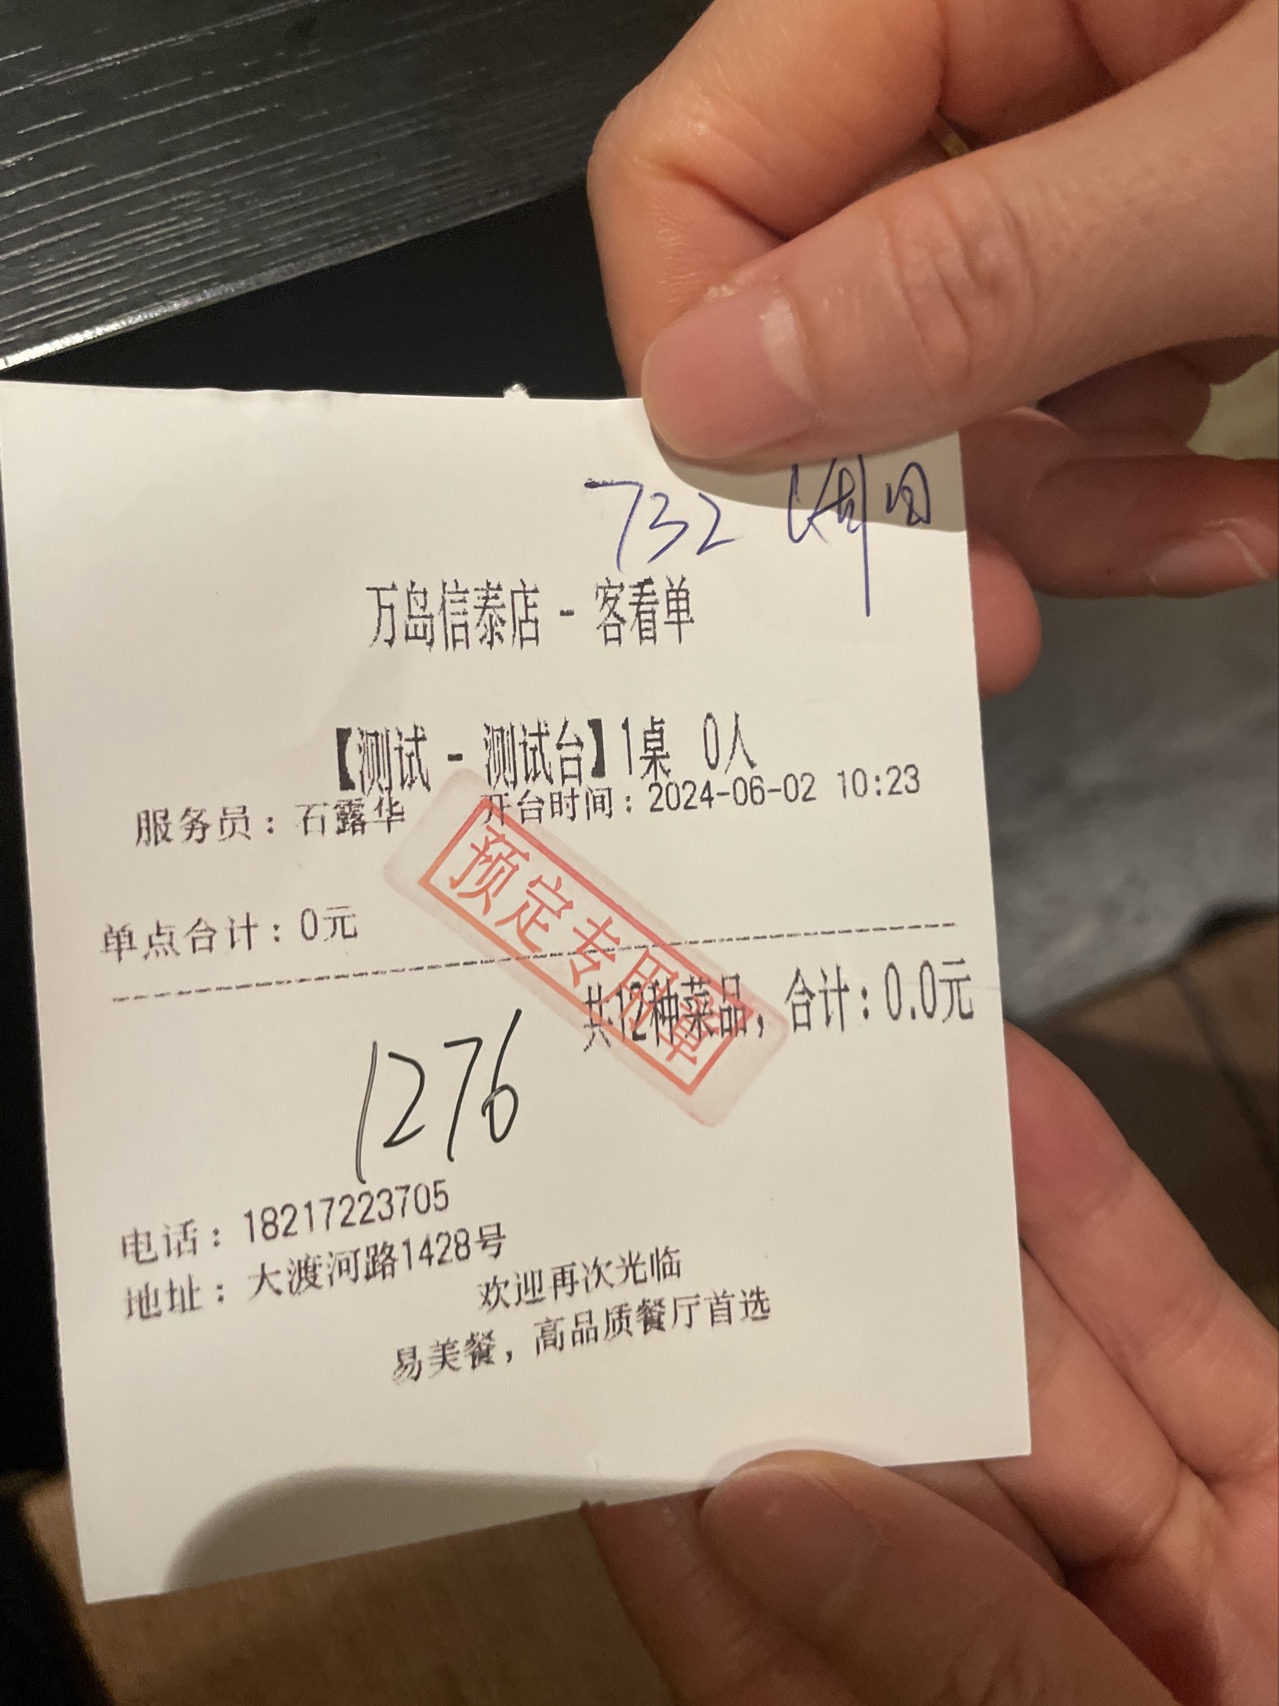 732
万岛信泰店 - 客看单
【测试 - 测试台】1桌 0人
服务员：石露华 开台时间：2024-06-02 10:23
预定专用章
单点合计：0元
共12种菜品，合计：0.0元
1276
电话：18217223705
地址：大渡河路1428号
欢迎再次光临
易美餐，高品质餐厅首选